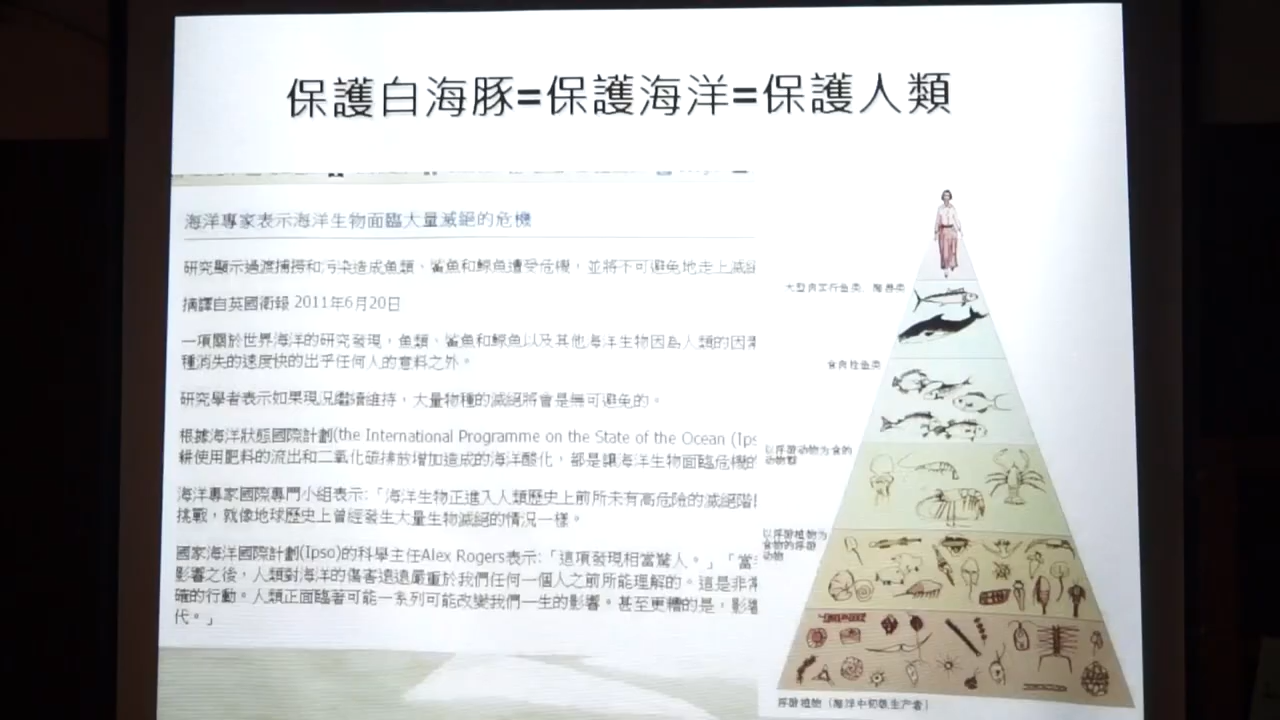 保護白海豚=保護海洋=保護人類
海洋專家表示海洋生物面臨大量滅絕的危機
研究顯示過渡捕撈和污染造成魚類、鯊魚和鯨魚遭受危機，並將不可避免地走上滅絕
摘譯自英國衛報 2011年6月20日
一項關於世界海洋的研究發現，魚類、鯊魚和鯨魚以及其他海洋生物因為人類的因素
種消失的速度快的出乎任何人的意料之外。
研究學者表示如果現況繼續維持，大量物種的滅絕將會是無可避免的。
根據海洋狀態國際計劃(the International Programme on the State of the Ocean (Ips
耕使用肥料的流出和二氧化碳排放增加造成的海洋酸化，都是讓海洋生物面臨危機的
海洋專家國際專門小組表示:「海洋生物正進入人類歷史上前所未有高危險的滅絕階
挑戰，就像地球歷史上曾經發生大量生物滅絕的情況一樣。
國家海洋國際計劃(Ipso)的科學主任Alex Rogers表示:「這項發現相當驚人。」「當
影響之後，人類對海洋的傷害遠遠嚴重於我們任何一個人之前所能理解的。這是非常
確的行動。人類正面臨著可能一系列可能改變我們一生的影響。甚至更糟的是，影響
代。」
大型肉食性鱼类，海兽类
食肉性鱼类
以浮游动物为食的
动物群
以浮游植物为
食物的浮游
动物
浮游植物（海洋中初级生产者）